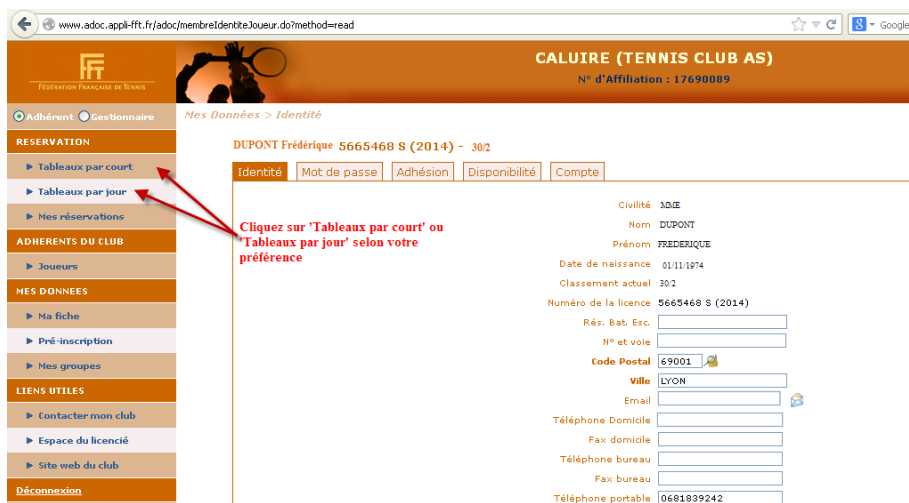 www.adoc.appli-fft.fr/adoc/membreIdentiteJoueur.do?method=read
Google
FFT
FÉDÉRATION FRANÇAISE DE TENNIS
CALUIRE (TENNIS CLUB AS)
N° d'Affiliation : 17690089
Adhérent Gestionnaire
Mes Données > Identité
RESERVATION
Tableaux par court
Tableaux par jour
Mes réservations
ADHERENTS DU CLUB
Joueurs
MES DONNEES
Ma fiche
Pré-inscription
Mes groupes
LIENS UTILES
Contacter mon club
Espace du licencié
Site web du club
Déconnexion
DUPONT Frédérique 5665468 S (2014) - 30/2
Identité Mot de passe Adhésion Disponibilité Compte
Cliquez sur 'Tableaux par court' ou
'Tableaux par jour' selon votre
préférence
Civilité MME
Nom DUPONT
Prénom FREDERIQUE
Date de naissance 01/11/1974
Classement actuel 30/2
Numéro de la licence 5665468 S (2014)
Rés. Bat. Esc.
N° et voie
Code Postal 69001
Ville LYON
Email
Téléphone Domicile
Fax domicile
Téléphone bureau
Fax bureau
Téléphone portable 0681839242